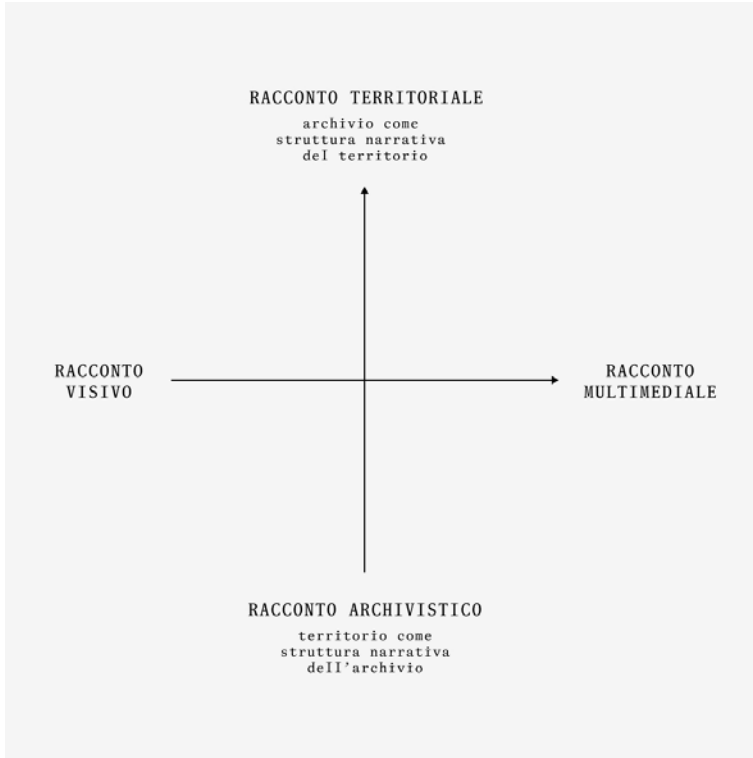 RACCONTO TERRITORIALE
archivio come
struttura narrativa
del territorio
RACCONTO
VISIVO
RACCONTO
MULTIMEDIALE
RACCONTO ARCHIVISTICO
territorio come
struttura narrativa
dell'archivio